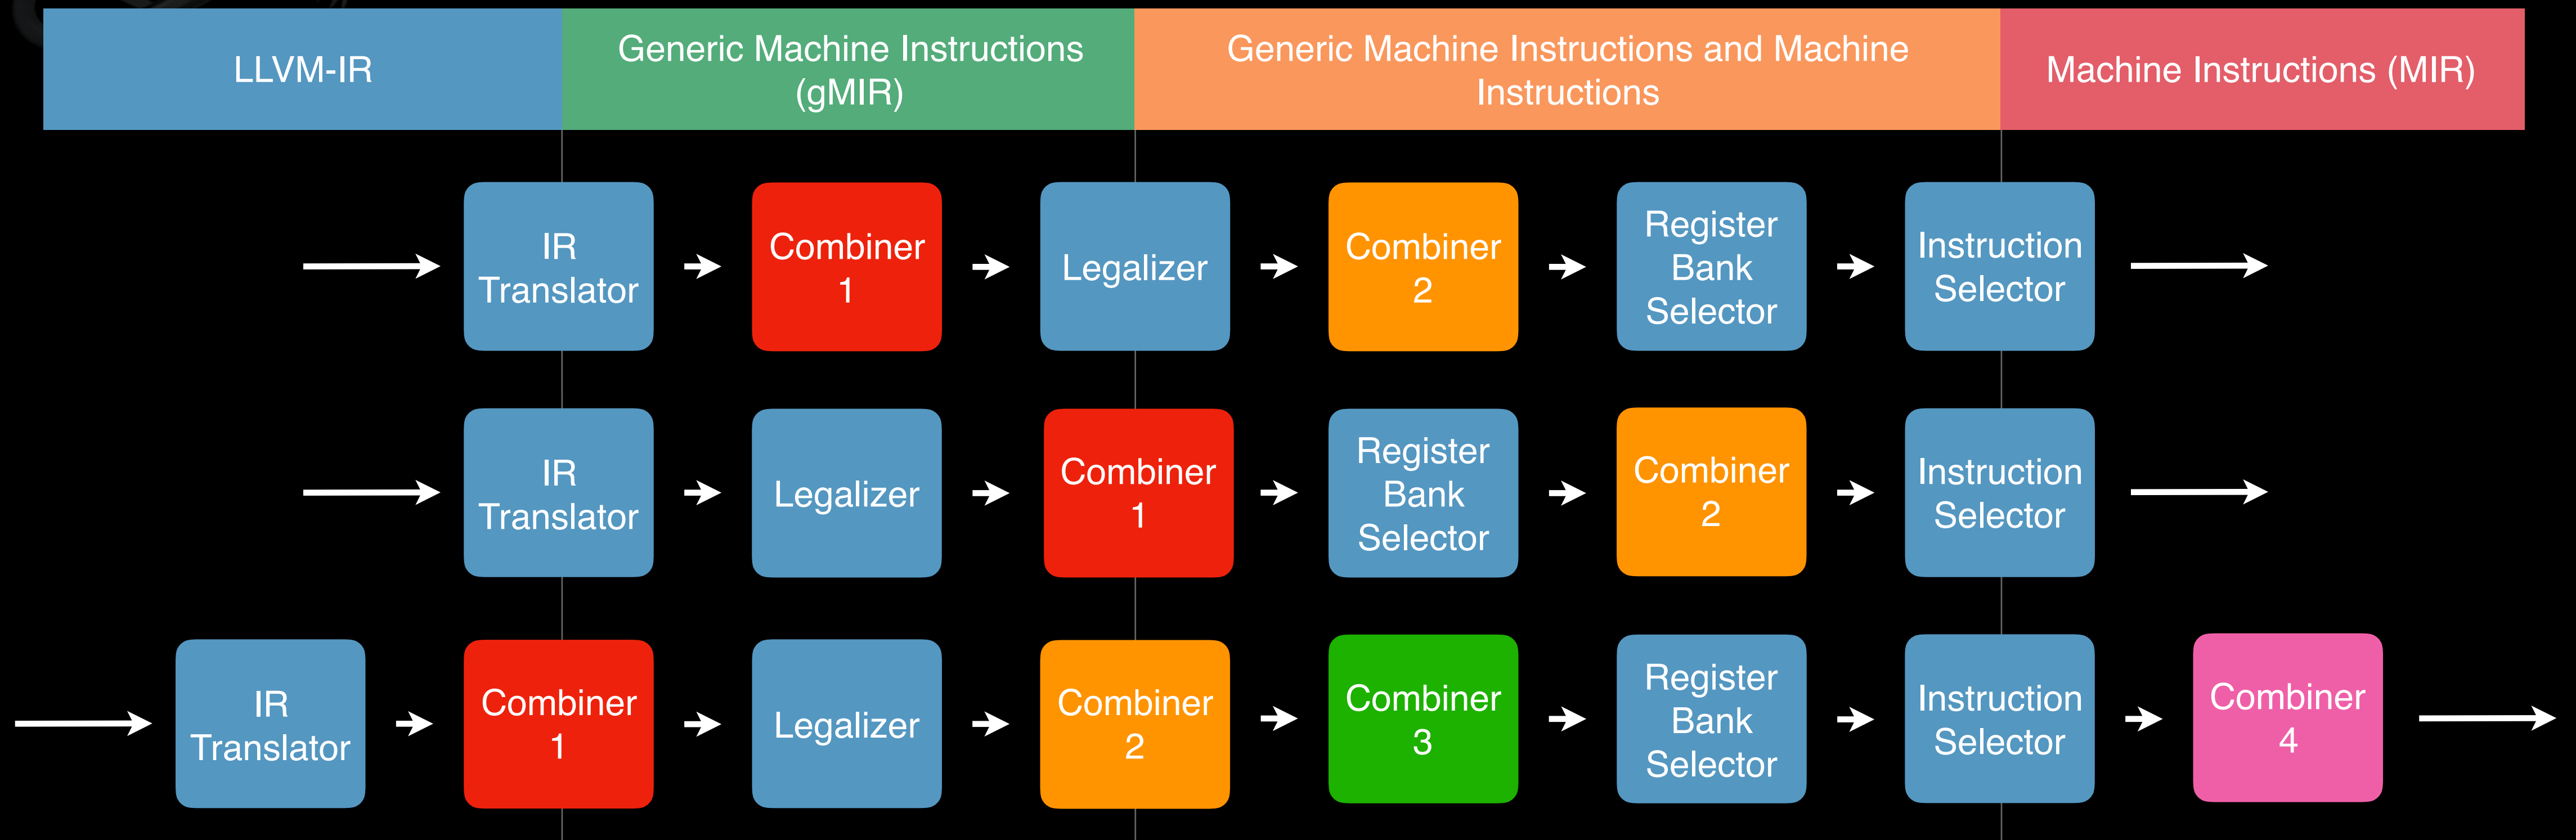 LLVM-IR
Generic Machine Instructions
(gMIR)
Generic Machine Instructions and Machine
Instructions
Machine Instructions (MIR)
IR
Translator
Combiner
1
Legalizer
Combiner
2
Register
Bank
Selector
Instruction
Selector
IR
Translator
Legalizer
Combiner
1
Register
Bank
Selector
Combiner
2
Instruction
Selector
IR
Translator
Combiner
1
Legalizer
Combiner
2
Combiner
3
Register
Bank
Selector
Instruction
Selector
Combiner
4